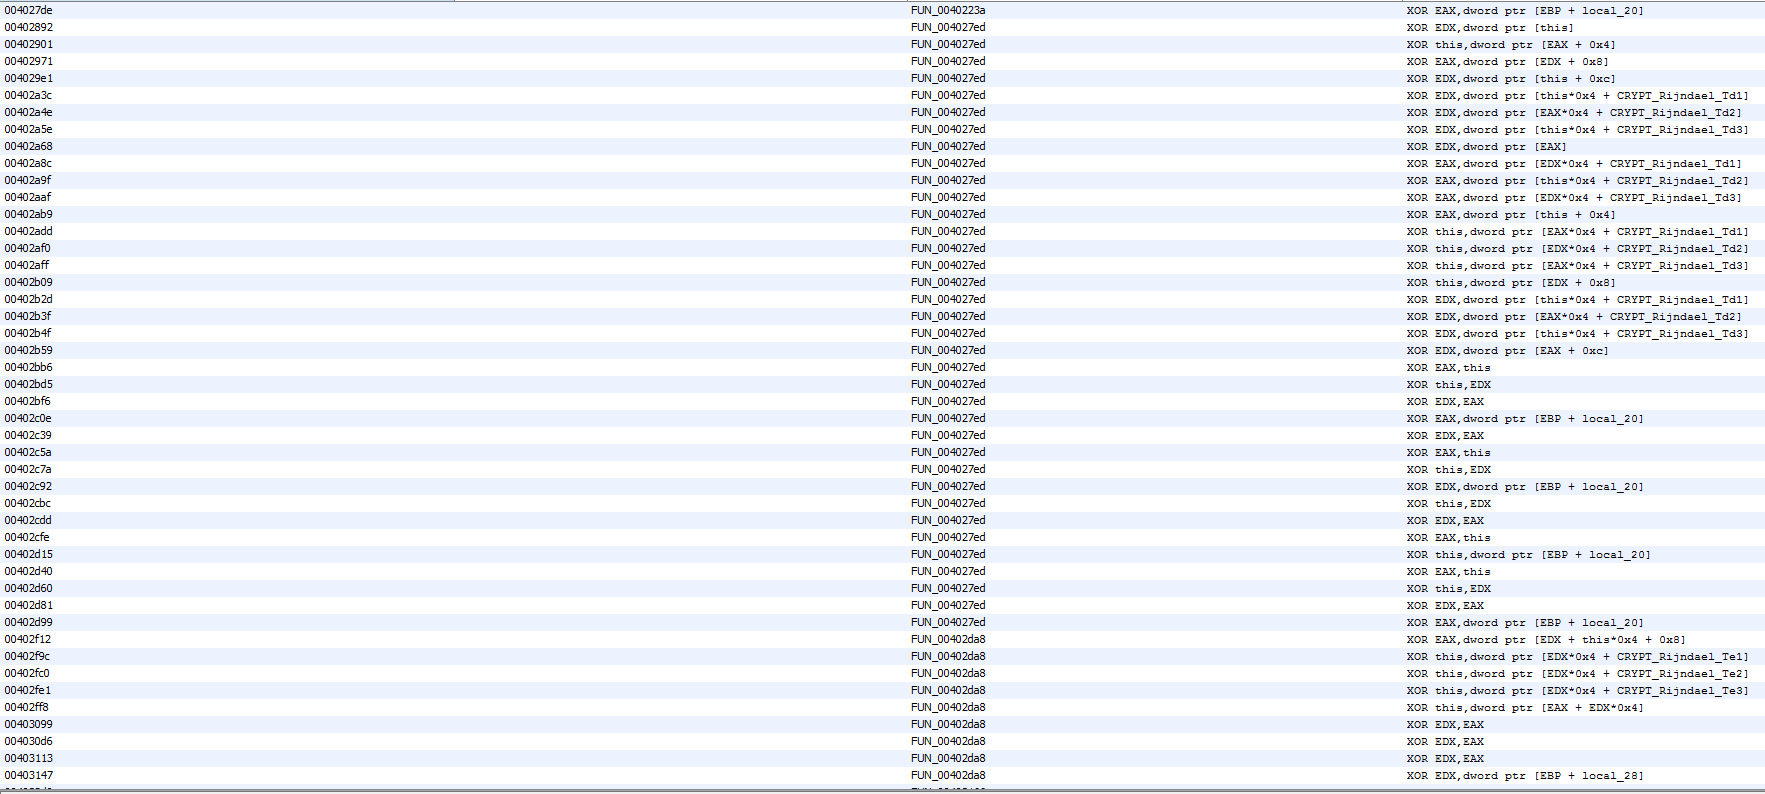 004027de FUN_0040223a XOR EAX,dword ptr [EBP + local_20]
00402892 FUN_004027ed XOR EDX,dword ptr [this]
00402901 FUN_004027ed XOR this,dword ptr [EAX + 0x4]
00402971 FUN_004027ed XOR EAX,dword ptr [EDX + 0x8]
004029e1 FUN_004027ed XOR EDX,dword ptr [this + 0xc]
00402a3c FUN_004027ed XOR EDX,dword ptr [this*0x4 + CRYPT_Rijndael_Td1]
00402a4e FUN_004027ed XOR EDX,dword ptr [EAX*0x4 + CRYPT_Rijndael_Td2]
00402a5e FUN_004027ed XOR EDX,dword ptr [this*0x4 + CRYPT_Rijndael_Td3]
00402a68 FUN_004027ed XOR EDX,dword ptr [EAX]
00402a8c FUN_004027ed XOR EAX,dword ptr [EDX*0x4 + CRYPT_Rijndael_Td1]
00402a9f FUN_004027ed XOR EAX,dword ptr [this*0x4 + CRYPT_Rijndael_Td2]
00402aaf FUN_004027ed XOR EAX,dword ptr [EDX*0x4 + CRYPT_Rijndael_Td3]
00402ab9 FUN_004027ed XOR EAX,dword ptr [this + 0x4]
00402add FUN_004027ed XOR this,dword ptr [EAX*0x4 + CRYPT_Rijndael_Td1]
00402af0 FUN_004027ed XOR this,dword ptr [EDX*0x4 + CRYPT_Rijndael_Td2]
00402aff FUN_004027ed XOR this,dword ptr [EAX*0x4 + CRYPT_Rijndael_Td3]
00402b09 FUN_004027ed XOR this,dword ptr [EDX + 0x8]
00402b2d FUN_004027ed XOR EDX,dword ptr [this*0x4 + CRYPT_Rijndael_Td1]
00402b3f FUN_004027ed XOR EDX,dword ptr [EAX*0x4 + CRYPT_Rijndael_Td2]
00402b4f FUN_004027ed XOR EDX,dword ptr [this*0x4 + CRYPT_Rijndael_Td3]
00402b59 FUN_004027ed XOR EDX,dword ptr [EAX + 0xc]
00402bb6 FUN_004027ed XOR EAX,this
00402bd5 FUN_004027ed XOR this,EDX
00402bf6 FUN_004027ed XOR EDX,EAX
00402c0e FUN_004027ed XOR EAX,dword ptr [EBP + local_20]
00402c39 FUN_004027ed XOR EDX,EAX
00402c5a FUN_004027ed XOR EAX,this
00402c7a FUN_004027ed XOR this,EDX
00402c92 FUN_004027ed XOR EDX,dword ptr [EBP + local_20]
00402cbc FUN_004027ed XOR this,EDX
00402cdd FUN_004027ed XOR EDX,EAX
00402cfe FUN_004027ed XOR EAX,this
00402d15 FUN_004027ed XOR this,dword ptr [EBP + local_20]
00402d40 FUN_004027ed XOR EAX,this
00402d60 FUN_004027ed XOR this,EDX
00402d81 FUN_004027ed XOR EDX,EAX
00402d99 FUN_004027ed XOR EAX,dword ptr [EBP + local_20]
00402f12 FUN_00402da8 XOR EAX,dword ptr [EDX + this*0x4 + 0x8]
00402f9c FUN_00402da8 XOR this,dword ptr [EDX*0x4 + CRYPT_Rijndael_Te1]
00402fc0 FUN_00402da8 XOR this,dword ptr [EDX*0x4 + CRYPT_Rijndael_Te2]
00402fe1 FUN_00402da8 XOR this,dword ptr [EDX*0x4 + CRYPT_Rijndael_Te3]
00402ff8 FUN_00402da8 XOR this,dword ptr [EAX + EDX*0x4]
00403099 FUN_00402da8 XOR EDX,EAX
004030d6 FUN_00402da8 XOR EDX,EAX
00403113 FUN_00402da8 XOR EDX,EAX
00403147 FUN_00402da8 XOR EDX,dword ptr [EBP + local_28]